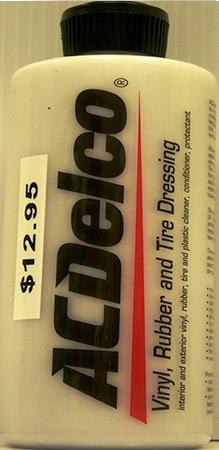 $12.95
ACDelco®
Vinyl, Rubber and Tire Dressing
interior and exterior vinyl, rubber, tire and plastic cleaner, conditioner, protectant